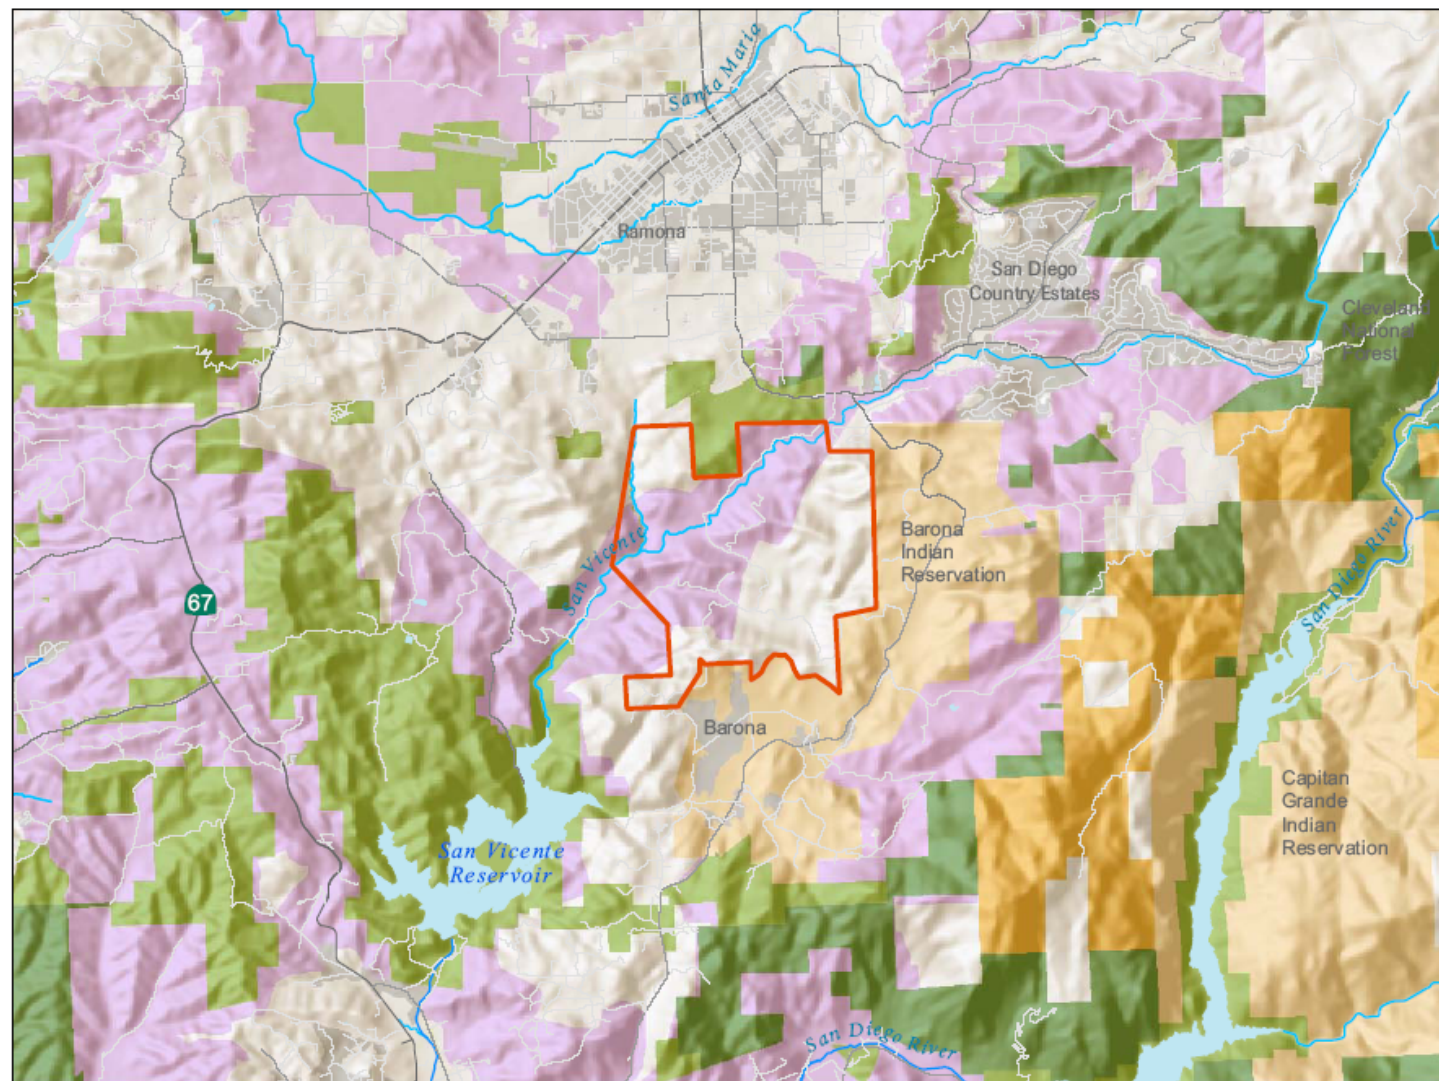 Santa Maria
Ramona
San Diego
Country Estates
Cleveland
National
Forest
San Vicente
Barona
Indian
Reservation
67
San Diego River
Barona
Capitan
Grande
Indian
Reservation
San Vicente
Reservoir
San Diego River